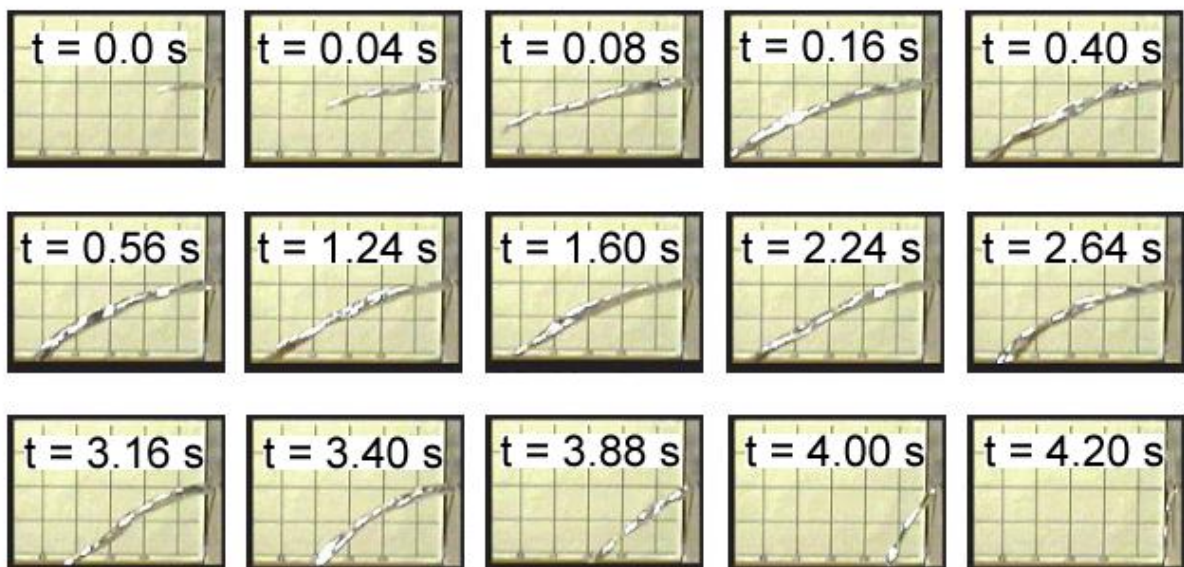 t = 0.0 s
t = 0.04 s
t = 0.08 s
t = 0.16 s
t = 0.40 s
t = 0.56 s
t = 1.24 s
t = 1.60 s
t = 2.24 s
t = 2.64 s
t = 3.16 s
t = 3.40 s
t = 3.88 s
t = 4.00 s
t = 4.20 s